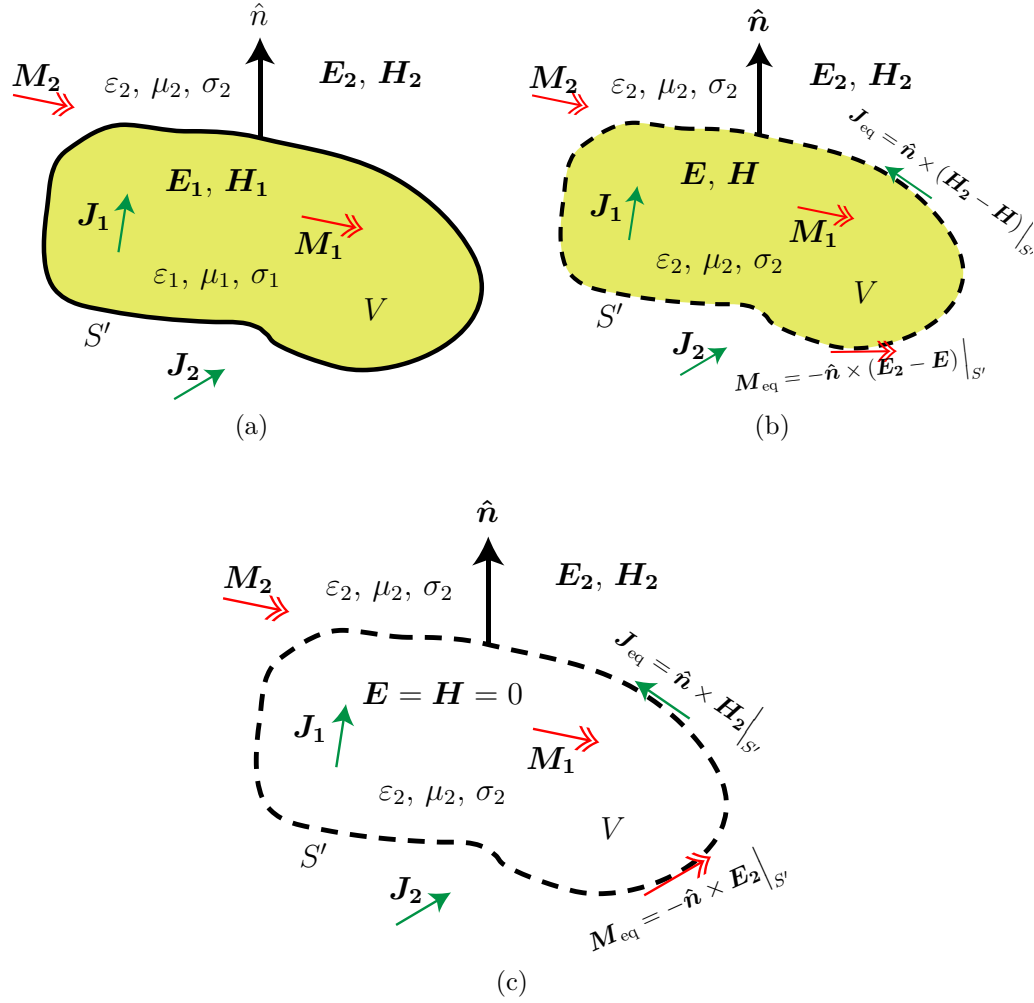 n̂
M₂
ε₂, μ₂, σ₂
E₂, H₂
E₁, H₁
J₁
M₁
ε₁, μ₁, σ₁
V
S′
J₂
(a)
n̂
M₂
ε₂, μ₂, σ₂
E₂, H₂
J_eq = n̂ × (H₂ − H)|_S′
E, H
J₁
M₁
ε₂, μ₂, σ₂
V
S′
J₂
M_eq = −n̂ × (E₂ − E)|_S′
(b)
n̂
M₂
ε₂, μ₂, σ₂
E₂, H₂
J_eq = n̂ × H₂|_S′
E = H = 0
J₁
M₁
ε₂, μ₂, σ₂
V
S′
J₂
M_eq = −n̂ × E₂|_S′
(c)